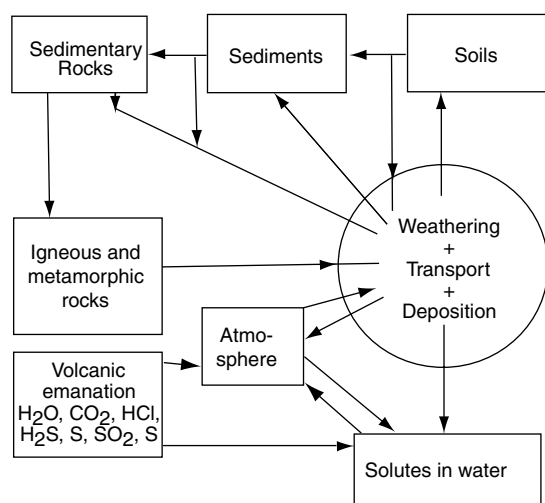 Sedimentary
Rocks
Sediments
Soils
Igneous and
metamorphic
rocks
Weathering
+
Transport
+
Deposition
Atmo-
sphere
Volcanic
emanation
H₂O, CO₂, HCl,
H₂S, S, SO₂, S
Solutes in water